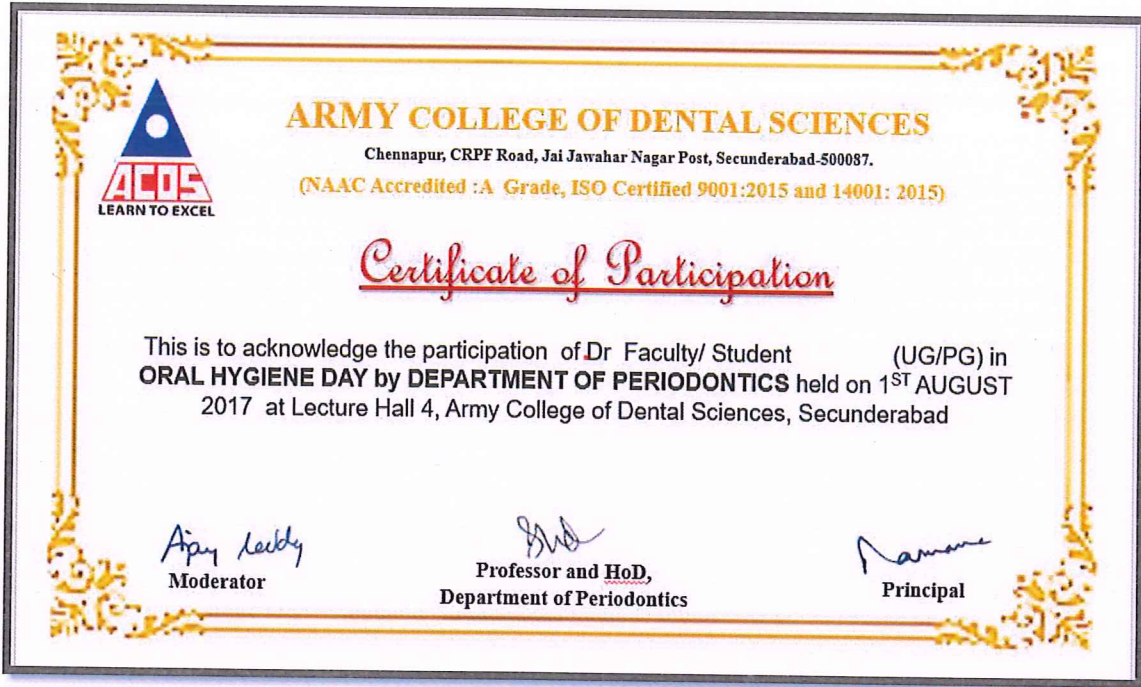 ARMY COLLEGE OF DENTAL SCIENCES
Chennapur, CRPF Road, Jai Jawahar Nagar Post, Secunderabad-500087.
(NAAC Accredited :A Grade, ISO Certified 9001:2015 and 14001: 2015)
ACDS
LEARN TO EXCEL
Certificate of Participation
This is to acknowledge the participation of Dr Faculty/ Student (UG/PG) in
ORAL HYGIENE DAY by DEPARTMENT OF PERIODONTICS held on 1ST AUGUST
2017 at Lecture Hall 4, Army College of Dental Sciences, Secunderabad
Ajay Reddy
Moderator
Professor and HoD,
Department of Periodontics
Principal